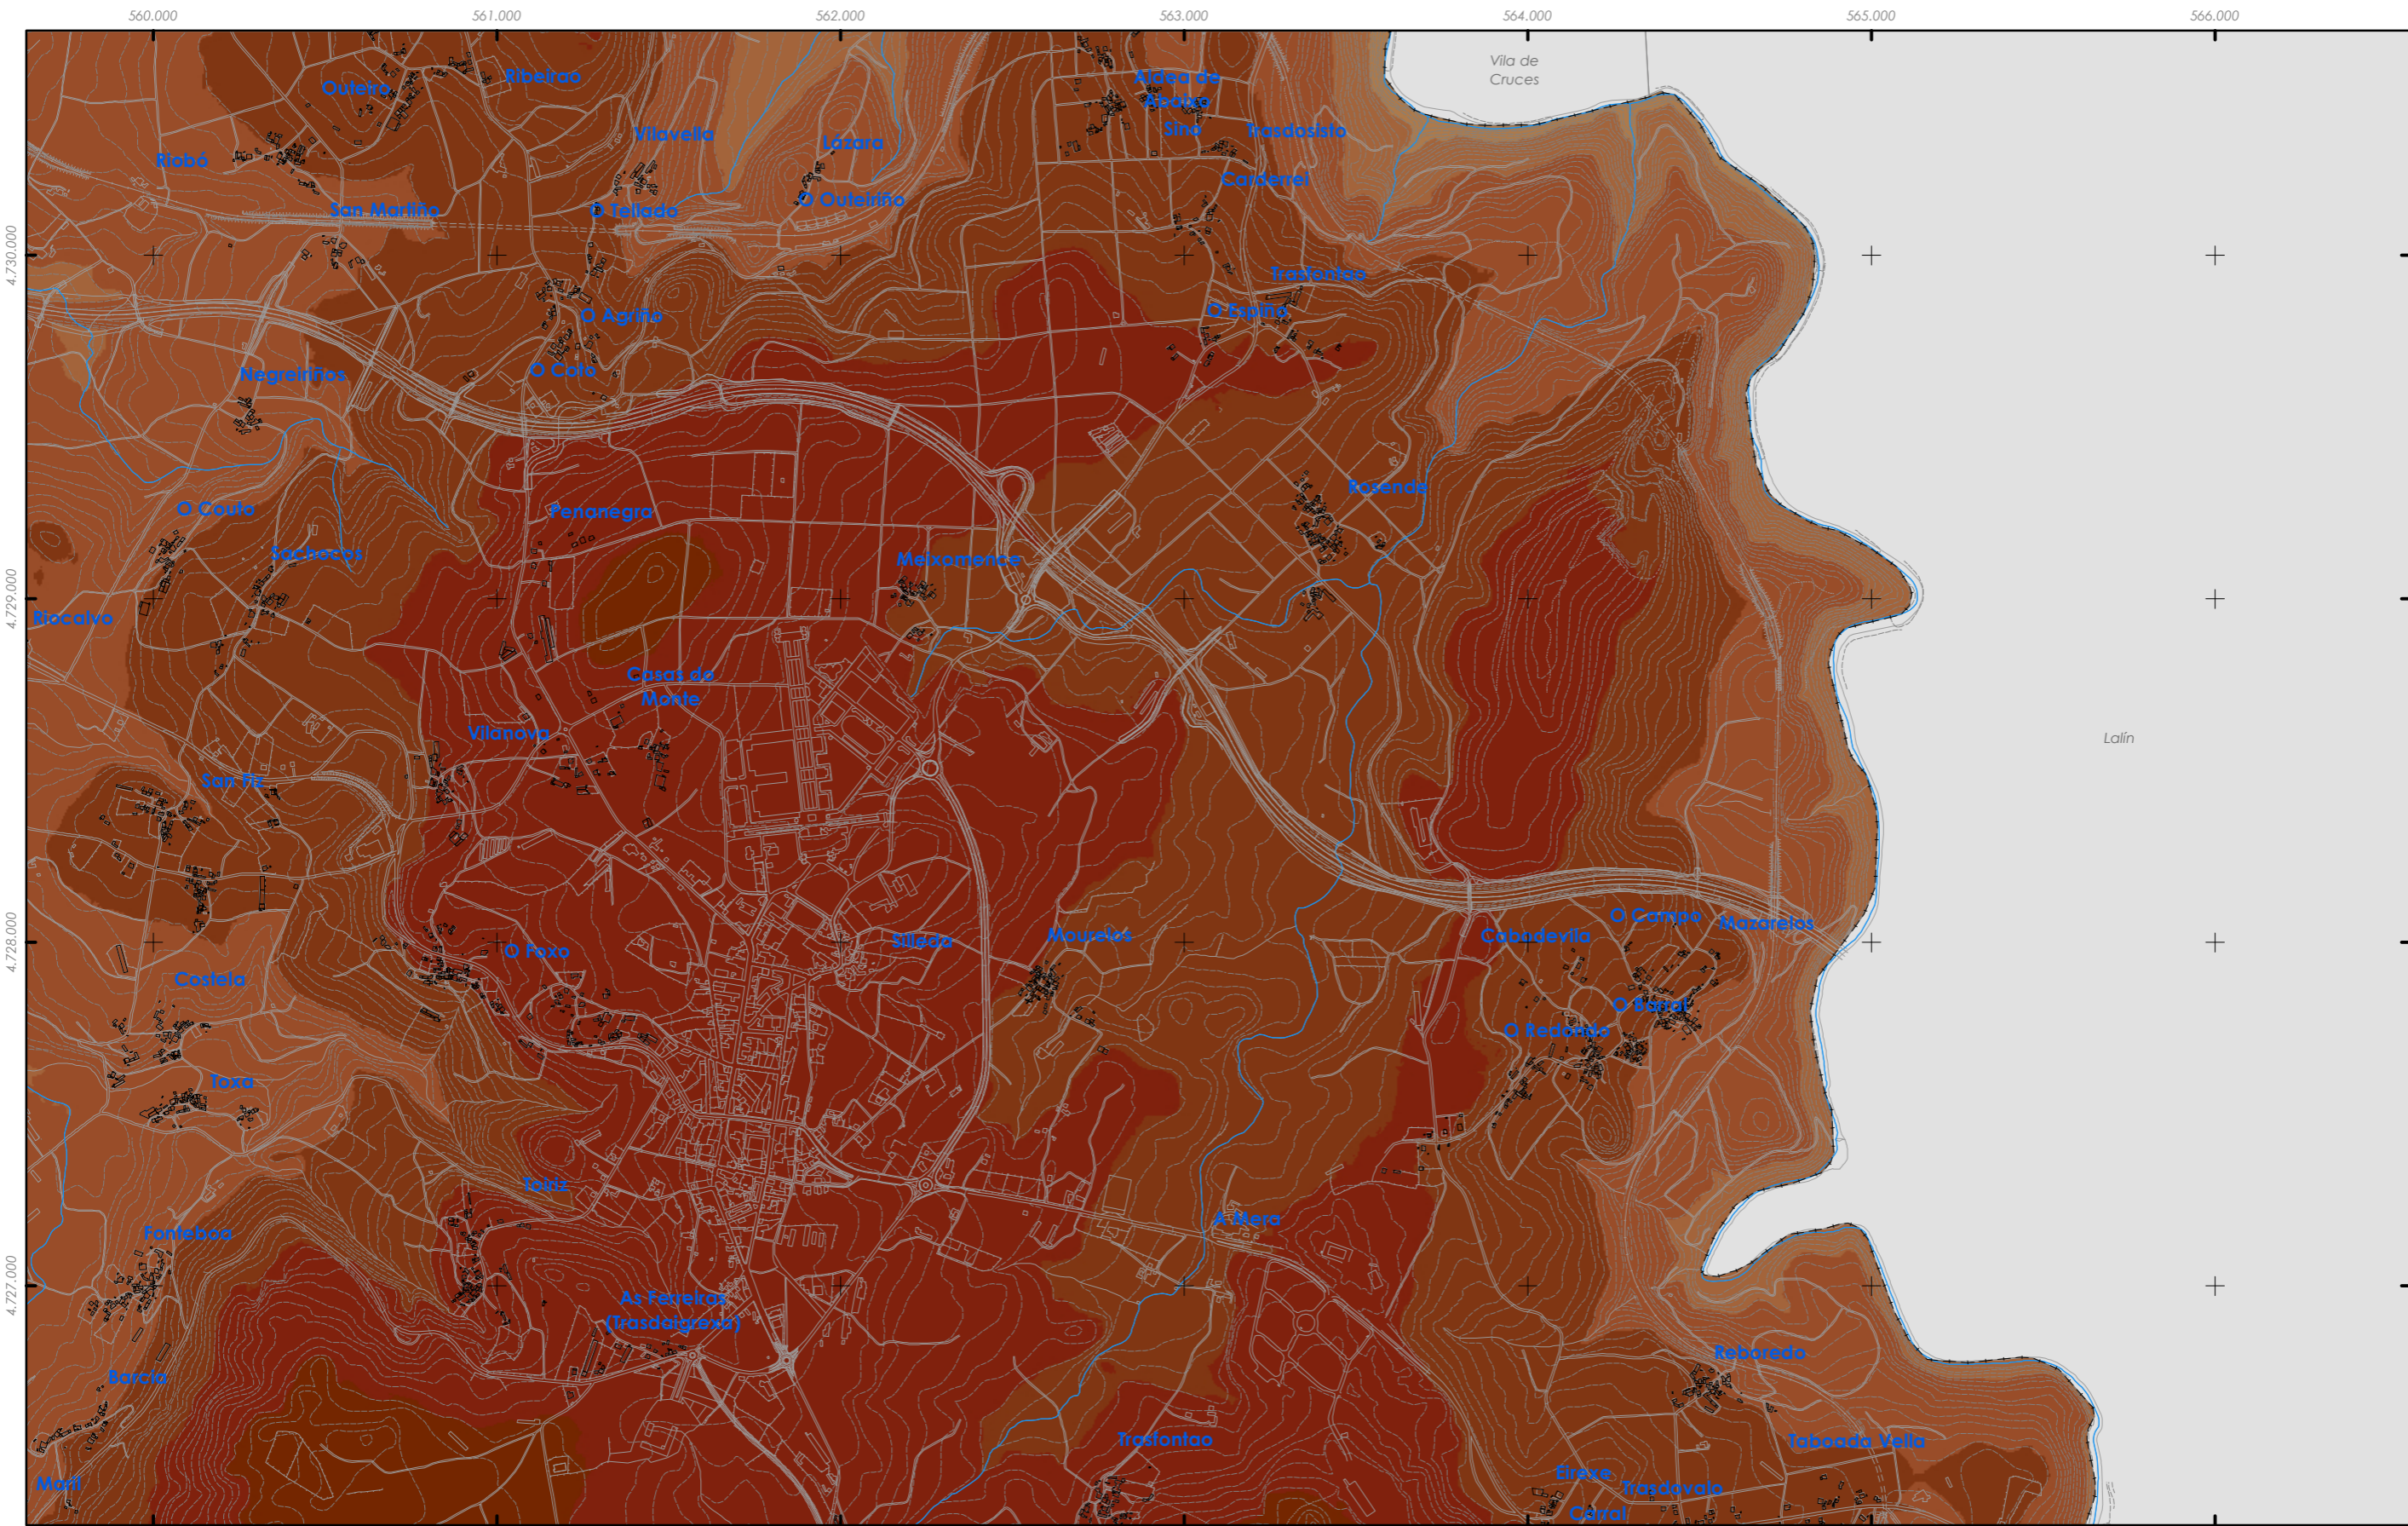 560.000
561.000
562.000
563.000
564.000
565.000
566.000
Vila de
Cruces
Outeiro
Ribeirao
Aldea de
Abaixo
Vilavella
Lázara
Sino
Trasdosisto
Riobó
Carderrei
San Martiño
O Tellado
O Outeiriño
4.730.000
Trasfontao
O Agriño
O Espiño
Negreiriños
O Coto
Rosende
O Couto
Penanegra
Sachocos
Meixomence
4.729.000
Riocalvo
Casas do
Monte
Vilanova
Lalín
San Fiz
O Campo
Mazarelos
4.728.000
O Foxo
Silleda
Mourelos
Cabodevila
Costela
O Barral
O Redondo
Toxa
Toiriz
A Mera
Fonteboa
4.727.000
As Ferreiras
(Trasdaigrexa)
Reboredo
Barcia
Trasfontao
Taboada Vella
Maril
Eirexe
Trasdovalo
Carral